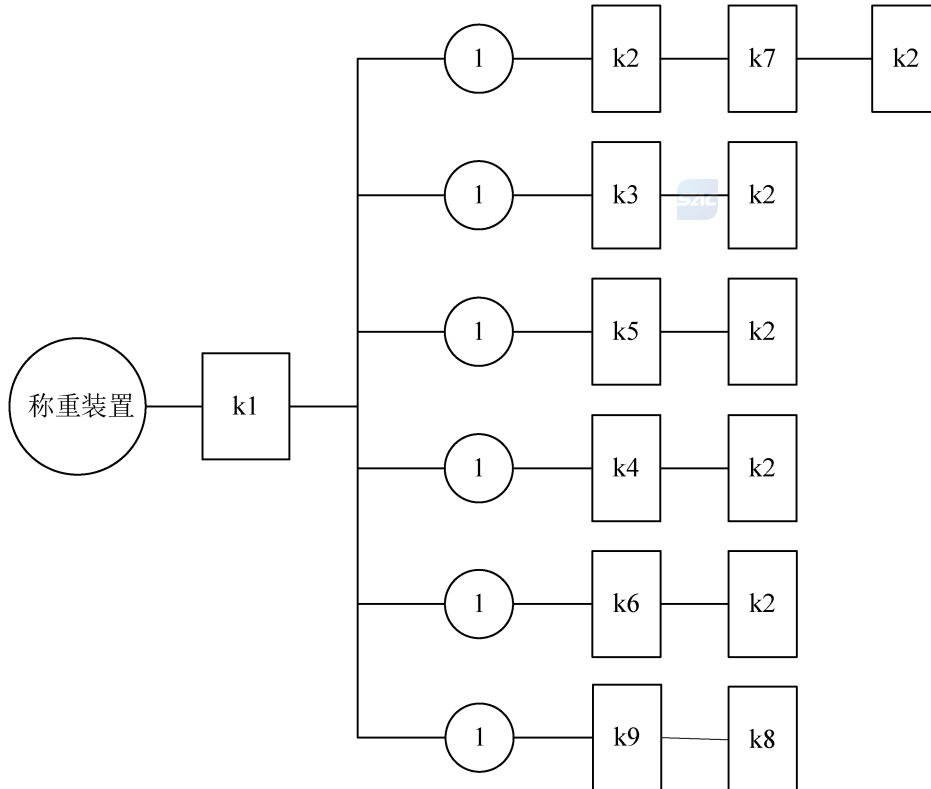 1 k2 k7 k2
1 k3 SAC k2
1 k5 k2
称重装置 k1
1 k4 k2
1 k6 k2
1 k9 k8